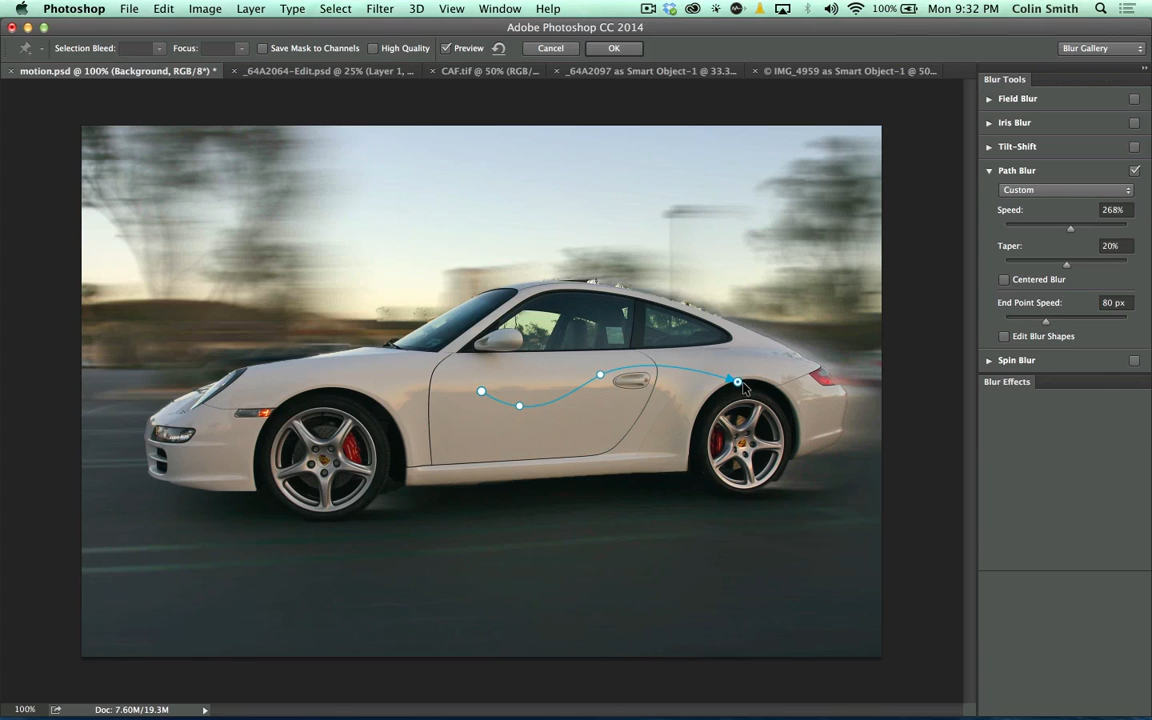 Photoshop File Edit Image Layer Type Select Filter 3D View Window Help 100% Mon 9:32 PM Colin Smith
Adobe Photoshop CC 2014
Selection Bleed: Focus: Save Mask to Channels High Quality Preview Cancel OK Blur Gallery
motion.psd @ 100% (Background, RGB/8*) * _64A2064-Edit.psd @ 25% (Layer 1, ... CAF.tif @ 50% (RGB/... _64A2097 as Smart Object-1 @ 33.3... © IMG_4959 as Smart Object-1 @ 50...
Blur Tools
Field Blur
Iris Blur
Tilt-Shift
Path Blur
Custom
Speed: 268%
Taper: 20%
Centered Blur
End Point Speed: 80 px
Edit Blur Shapes
Spin Blur
Blur Effects
100% Doc: 7.60M/19.3M